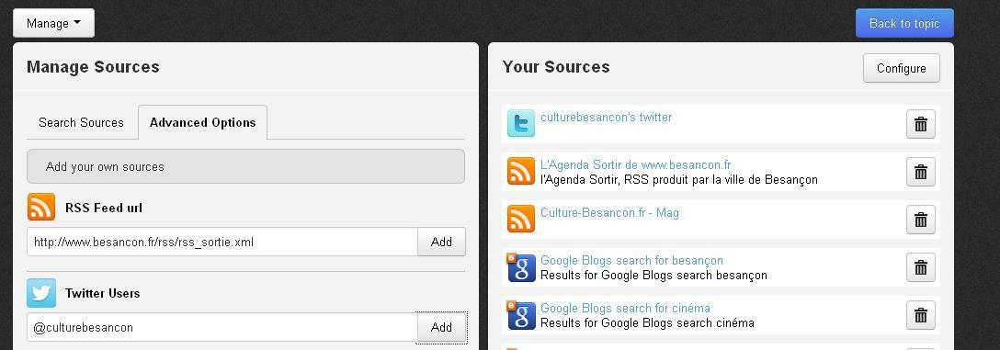 Manage
Back to topic
Manage Sources
Search Sources
Advanced Options
Add your own sources
RSS Feed url
http://www.besancon.fr/rss/rss_sortie.xml
Add
Twitter Users
@culturebesancon
Add
Your Sources
Configure
culturebesancon's twitter
L'Agenda Sortir de www.besancon.fr
l'Agenda Sortir, RSS produit par la ville de Besançon
Culture-Besancon.fr - Mag
Google Blogs search for besançon
Results for Google Blogs search besançon
Google Blogs search for cinéma
Results for Google Blogs search cinéma